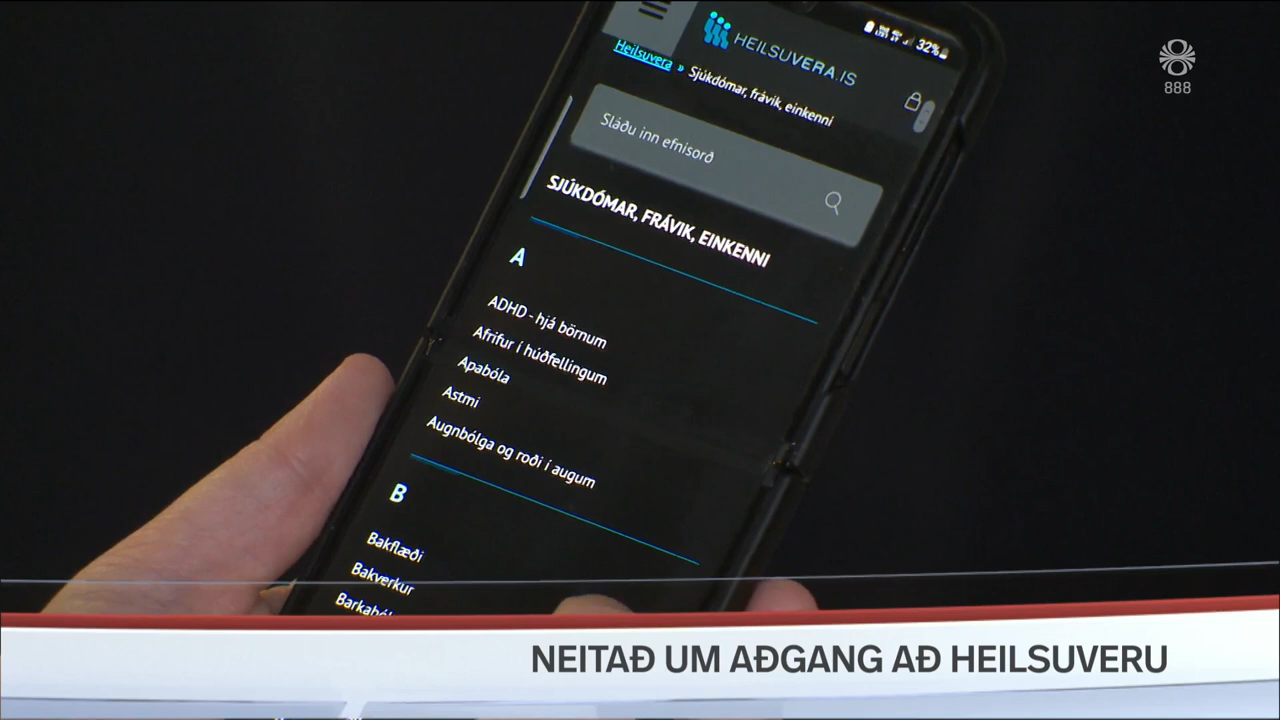 32%
HEILSUVERA.IS
Heilsuvera » Sjúkdómar, frávik, einkenni
888
Sláðu inn efnisorð
SJÚKDÓMAR, FRÁVIK, EINKENNI
A
ADHD - hjá börnum
Afrifur í húðfellingum
Apabóla
Astmi
Augnbólga og roði í augum
B
Bakflæði
Bakverkur
NEITAÐ UM AÐGANG AÐ HEILSUVERU